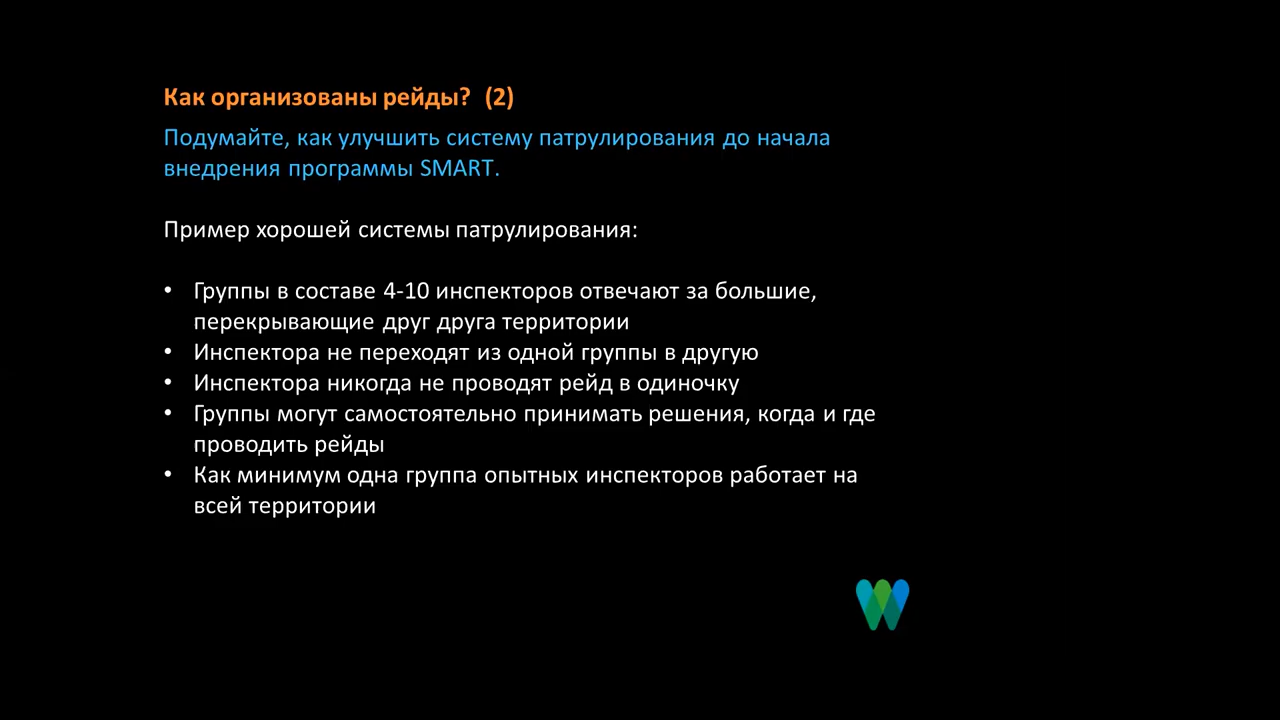 Как организованы рейды? (2)
Подумайте, как улучшить систему патрулирования до начала
внедрения программы SMART.
Пример хорошей системы патрулирования:
• Группы в составе 4-10 инспекторов отвечают за большие,
перекрывающие друг друга территории
• Инспектора не переходят из одной группы в другую
• Инспектора никогда не проводят рейд в одиночку
• Группы могут самостоятельно принимать решения, когда и где
проводить рейды
• Как минимум одна группа опытных инспекторов работает на
всей территории